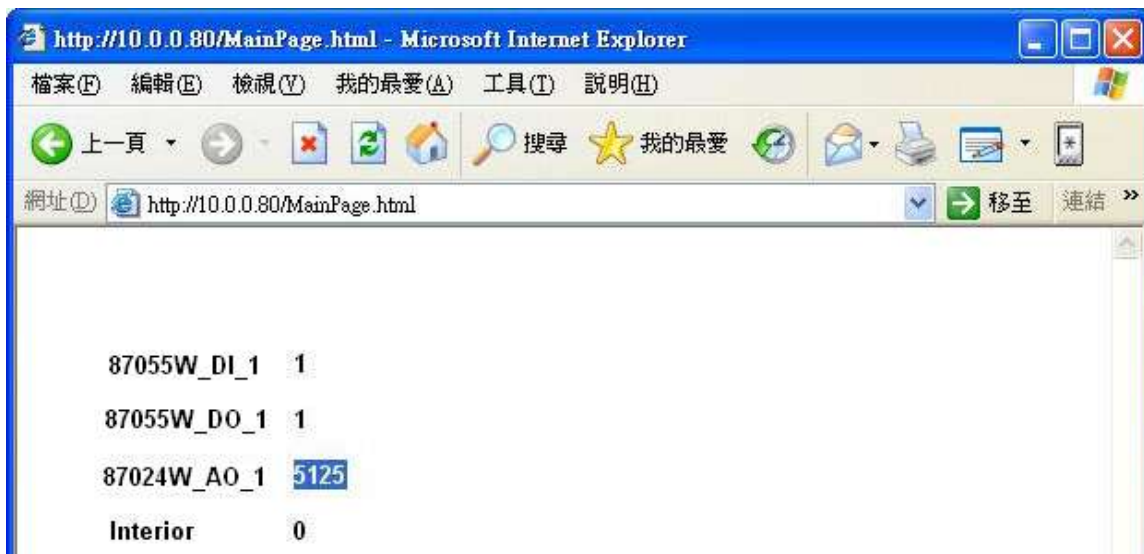 http://10.0.0.80/MainPage.html - Microsoft Internet Explorer
檔案(F) 編輯(E) 檢視(V) 我的最愛(A) 工具(T) 說明(H)
上一頁 搜尋 我的最愛
網址(D) http://10.0.0.80/MainPage.html 移至 連結 »
87055W_DI_1 1
87055W_DO_1 1
87024W_AO_1 5125
Interior 0